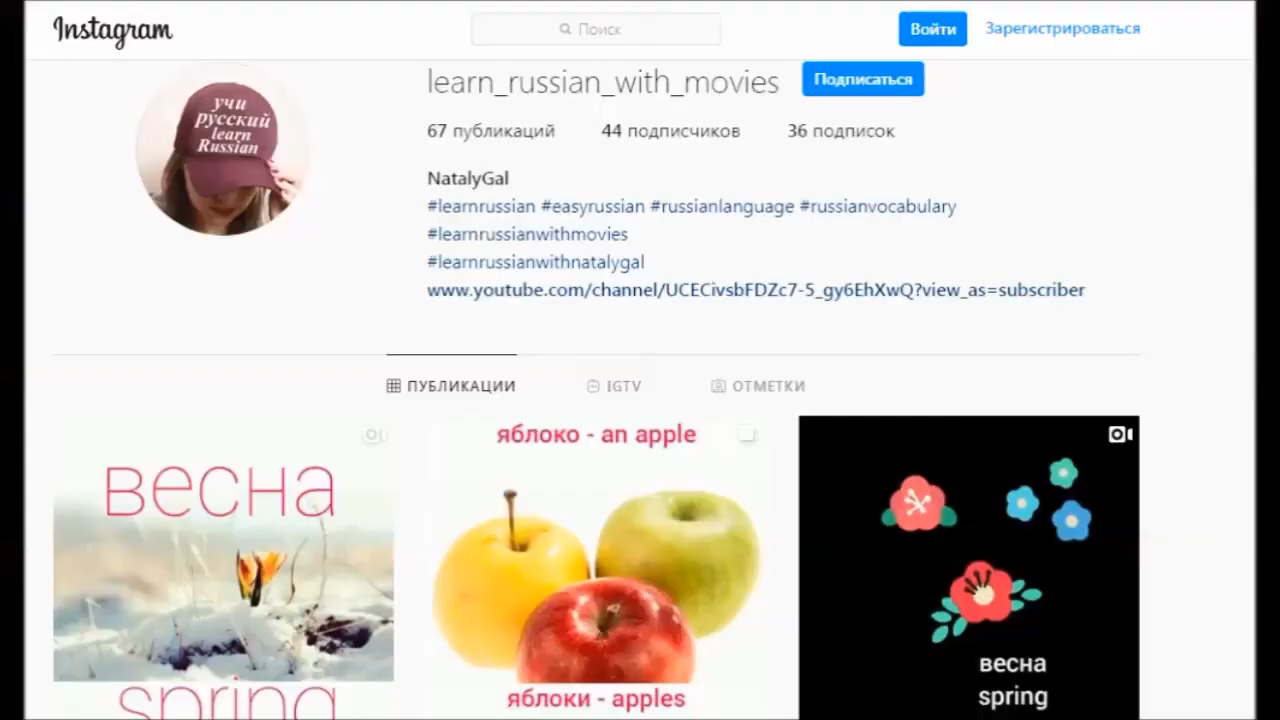 Instagram
Поиск
Войти
Зарегистрироваться
учи
русский
learn
Russian
learn_russian_with_movies
Подписаться
67 публикаций 44 подписчиков 36 подписок
NatalyGal
#learnrussian #easyrussian #russianlanguage #russianvocabulary
#learnrussianwithmovies
#learnrussianwithnatalygal
www.youtube.com/channel/UCECivsbFDZc7-5_gy6EhXwQ?view_as=subscriber
ПУБЛИКАЦИИ IGTV ОТМЕТКИ
весна
spring
яблоко - an apple
яблоки - apples
весна
spring